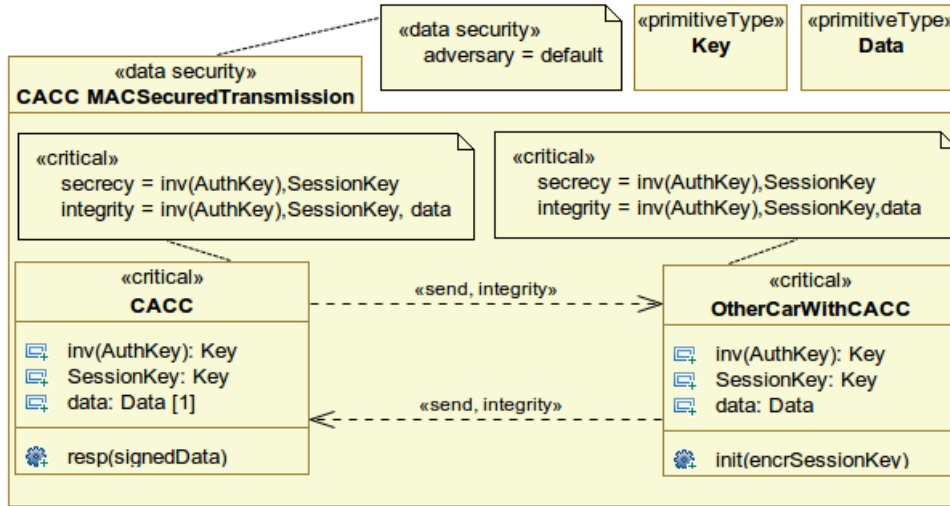 «data security»
adversary = default
«primitiveType»
Key
«primitiveType»
Data
«data security»
CACC MACSecuredTransmission
«critical»
secrecy = inv(AuthKey),SessionKey
integrity = inv(AuthKey),SessionKey, data
«critical»
secrecy = inv(AuthKey),SessionKey
integrity = inv(AuthKey),SessionKey,data
«critical»
CACC
inv(AuthKey): Key
SessionKey: Key
data: Data [1]
resp(signedData)
«send, integrity»
«send, integrity»
«critical»
OtherCarWithCACC
inv(AuthKey): Key
SessionKey: Key
data: Data
init(encrSessionKey)